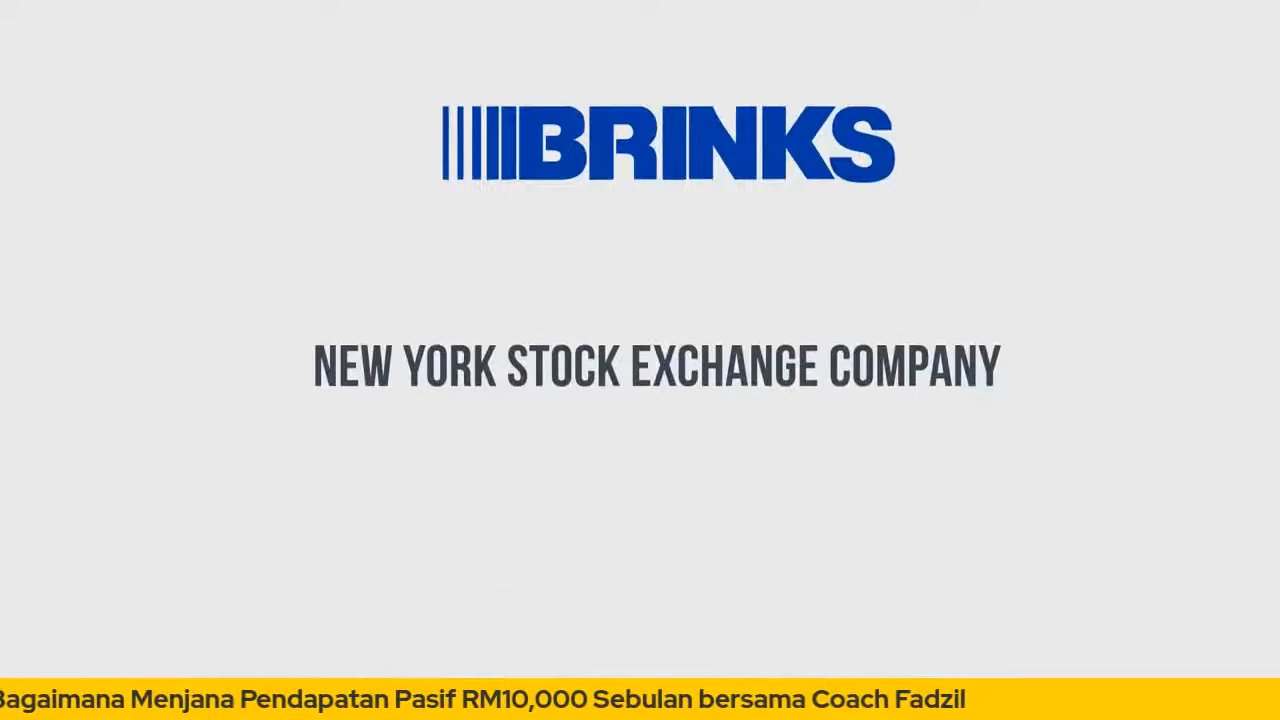 BRINKS
NEW YORK STOCK EXCHANGE COMPANY
Bagaimana Menjana Pendapatan Pasif RM10,000 Sebulan bersama Coach Fadzil